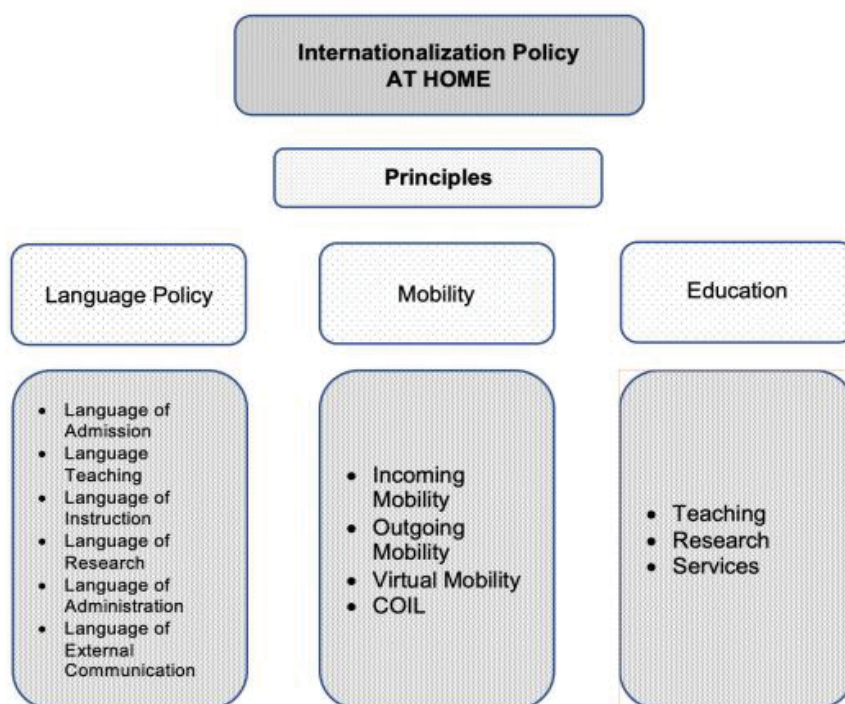 Internationalization Policy
AT HOME
Principles
Language Policy
Mobility
Education
• Language of
Admission
• Language
Teaching
• Language of
Instruction
• Language of
Research
• Language of
Administration
• Language of
External
Communication
• Incoming
Mobility
• Outgoing
Mobility
• Virtual Mobility
• COIL
• Teaching
• Research
• Services